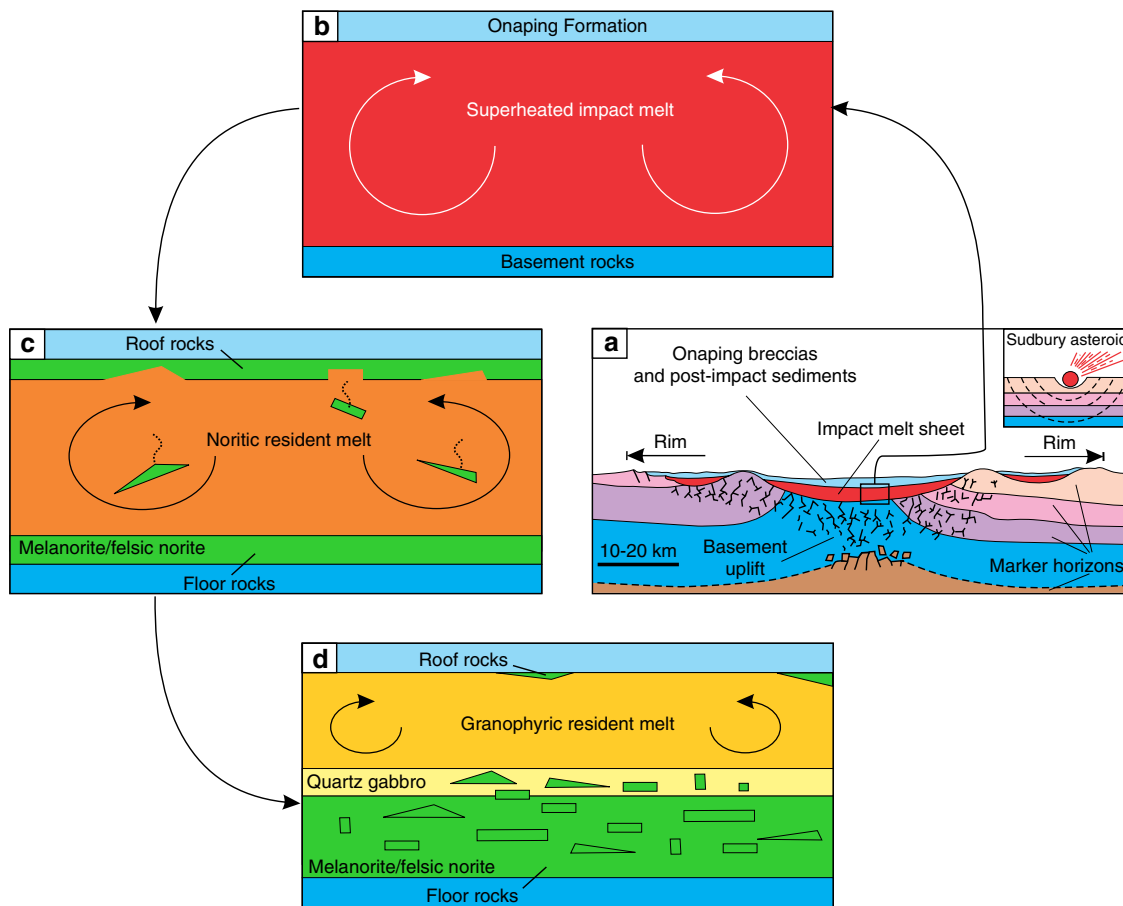 b
Onaping Formation
Superheated impact melt
Basement rocks
c
Roof rocks
Noritic resident melt
Melanorite/felsic norite
Floor rocks
a
Sudbury asteroid
Onaping breccias
and post-impact sediments
Impact melt sheet
Rim
Rim
10-20 km
Basement
uplift
Marker horizons
d
Roof rocks
Granophyric resident melt
Quartz gabbro
Melanorite/felsic norite
Floor rocks